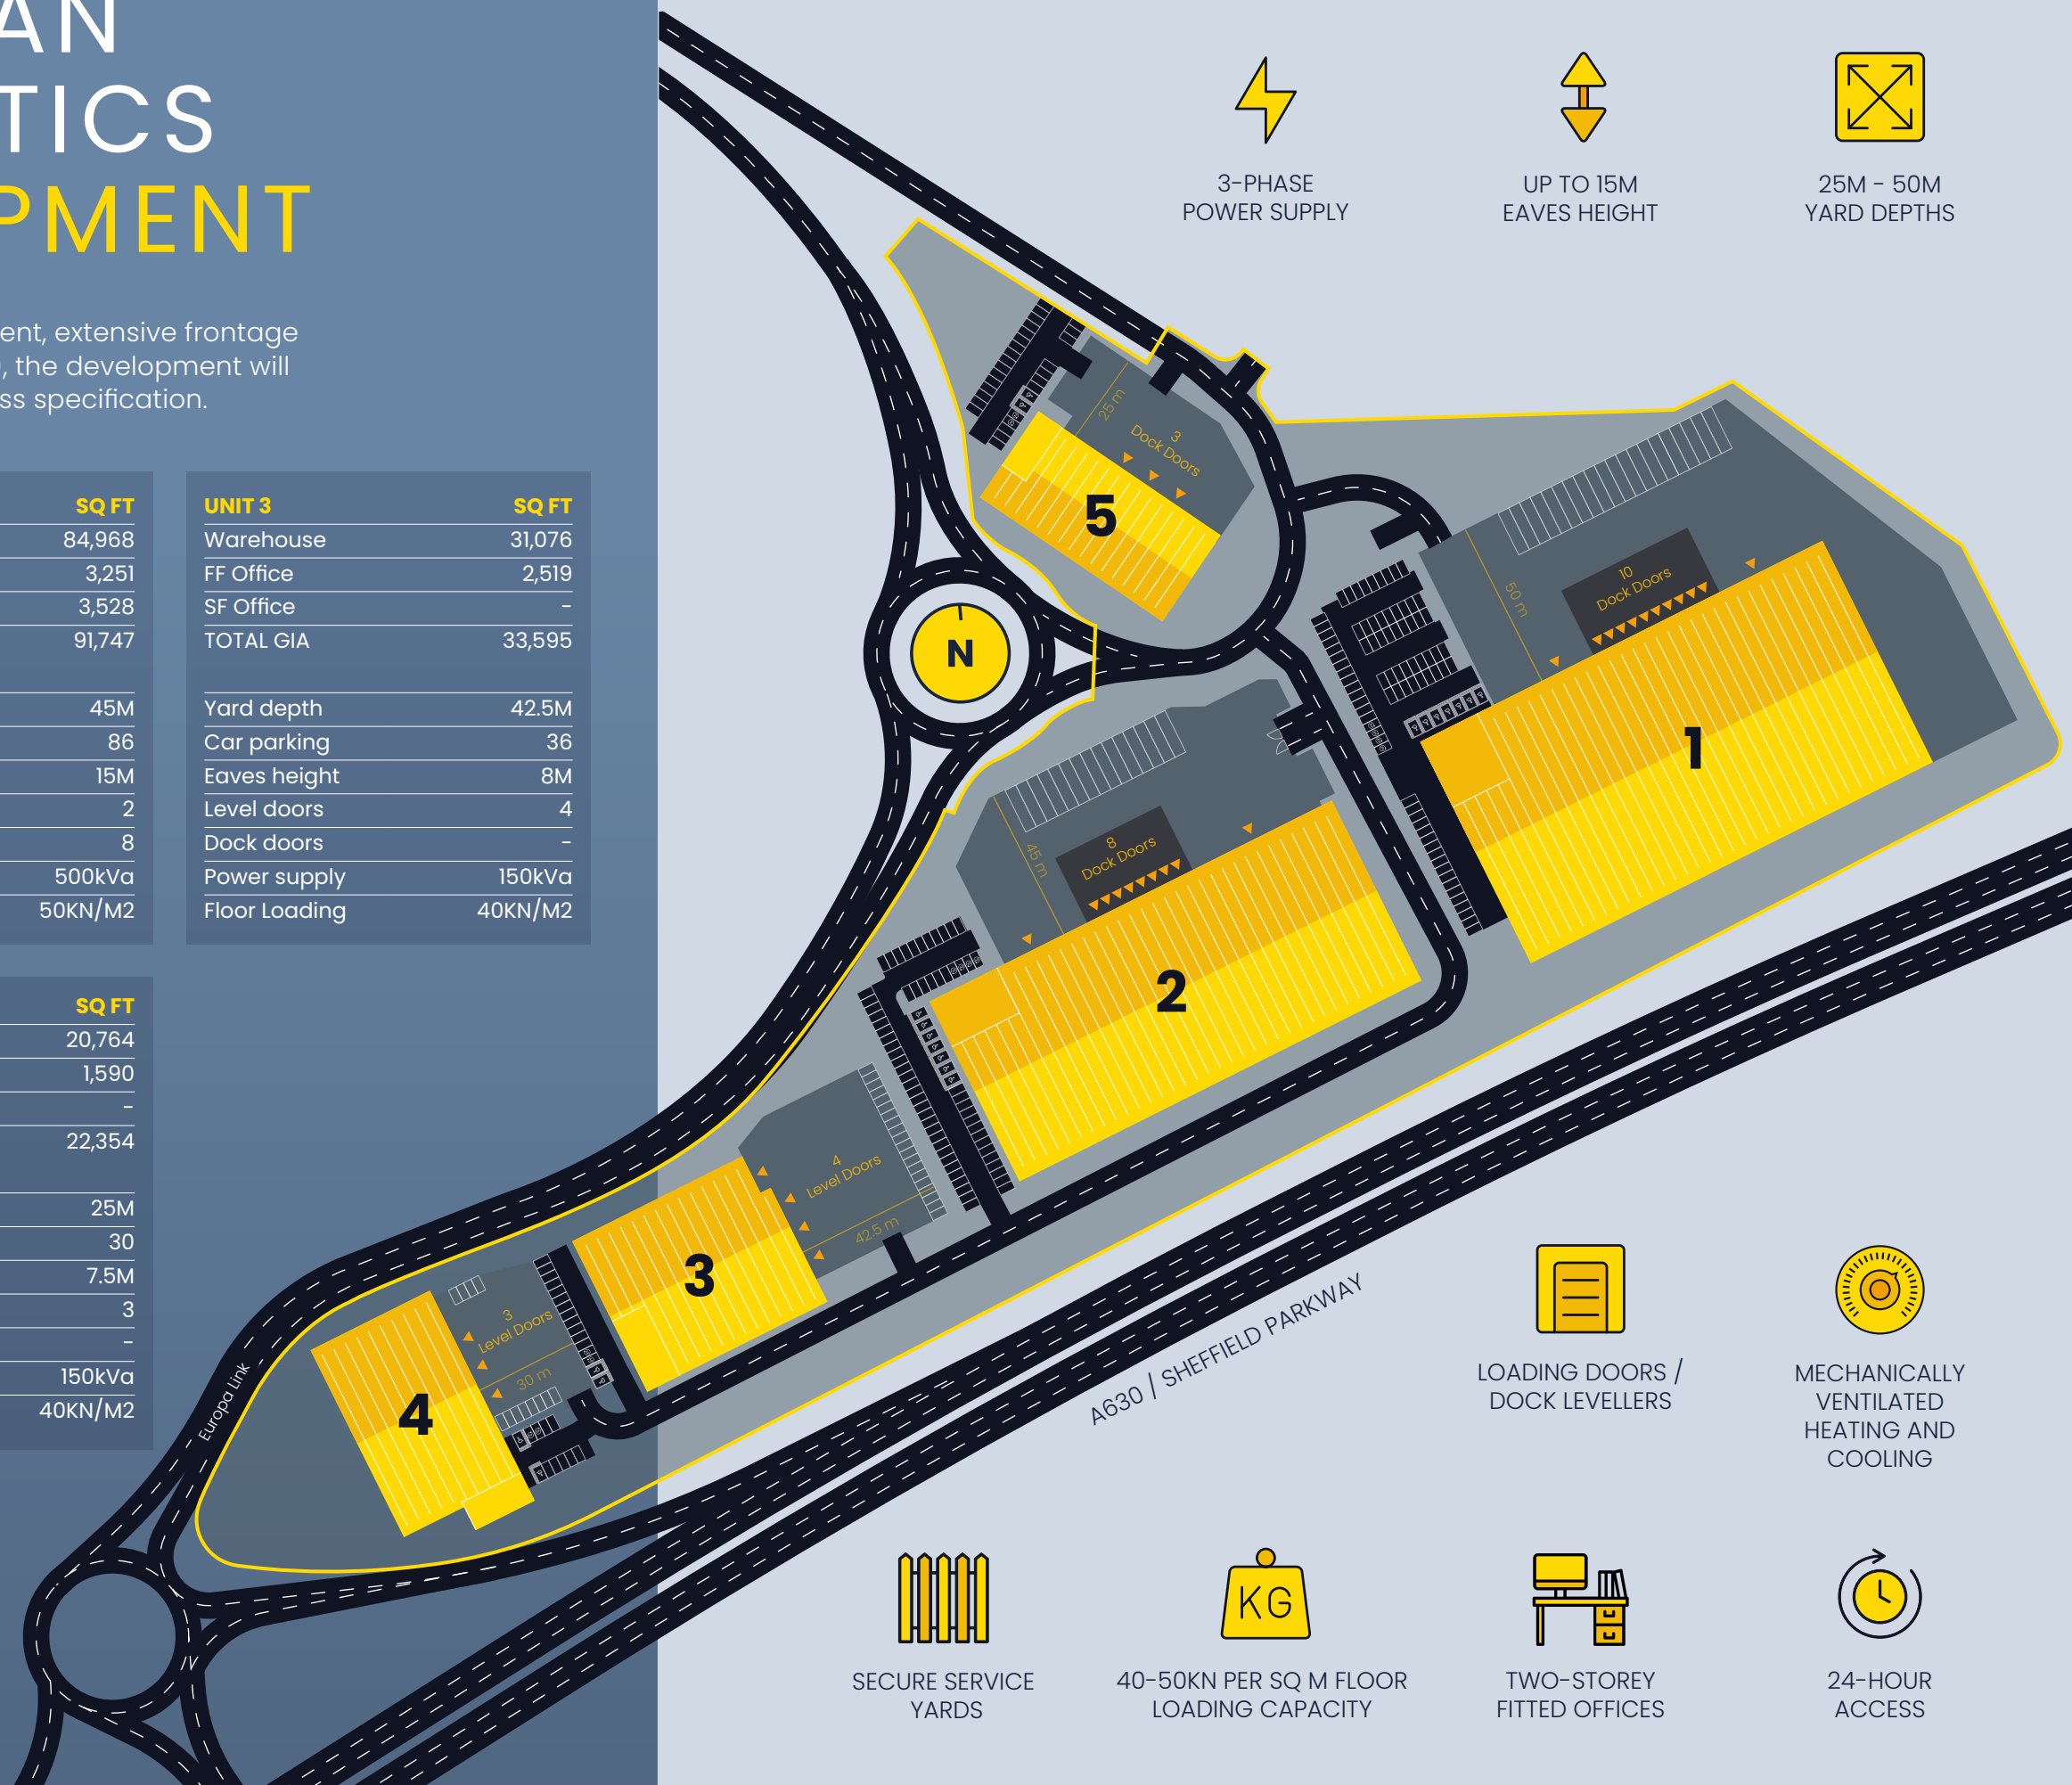 AN
TICS
PMENT
ent, extensive frontage
, the development will
ss specification.
SQ FT
84,968
3,251
3,528
91,747
45M
86
15M
2
8
500kVa
50KN/M2
UNIT 3 SQ FT
Warehouse 31,076
FF Office 2,519
SF Office -
TOTAL GIA 33,595
Yard depth 42.5M
Car parking 36
Eaves height 8M
Level doors 4
Dock doors -
Power supply 150kVa
Floor Loading 40KN/M2
SQ FT
20,764
1,590
-
22,354
25M
30
7.5M
3
-
150kVa
40KN/M2
3-PHASE
POWER SUPPLY
UP TO 15M
EAVES HEIGHT
25M - 50M
YARD DEPTHS
25 m
3
Dock Doors
5
N
50 m
10
Dock Doors
1
45 m
8
Dock Doors
2
4
Level Doors
42.5 m
3
3
Level Doors
30 m
4
Europa Link
A630 / SHEFFIELD PARKWAY
LOADING DOORS /
DOCK LEVELLERS
MECHANICALLY
VENTILATED
HEATING AND
COOLING
SECURE SERVICE
YARDS
KG
40-50KN PER SQ M FLOOR
LOADING CAPACITY
TWO-STOREY
FITTED OFFICES
24-HOUR
ACCESS